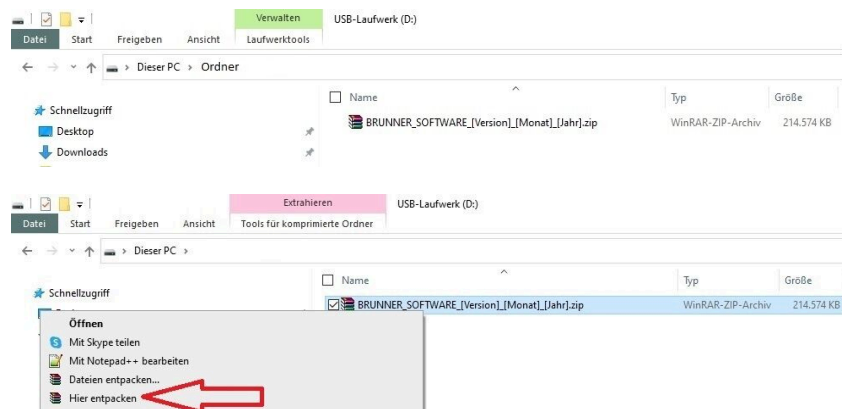 Verwalten USB-Laufwerk (D:)
Datei Start Freigeben Ansicht Laufwerktools
Dieser PC › Ordner
Name Typ Größe
Schnellzugriff
BRUNNER_SOFTWARE_[Version]_[Monat]_[Jahr].zip WinRAR-ZIP-Archiv 214.574 KB
Desktop
Downloads
Extrahieren USB-Laufwerk (D:)
Datei Start Freigeben Ansicht Tools für komprimierte Ordner
Dieser PC ›
Name Typ Größe
Schnellzugriff
BRUNNER_SOFTWARE_[Version]_[Monat]_[Jahr].zip WinRAR-ZIP-Archiv 214.574 KB
Öffnen
Mit Skype teilen
Mit Notepad++ bearbeiten
Dateien entpacken...
Hier entpacken